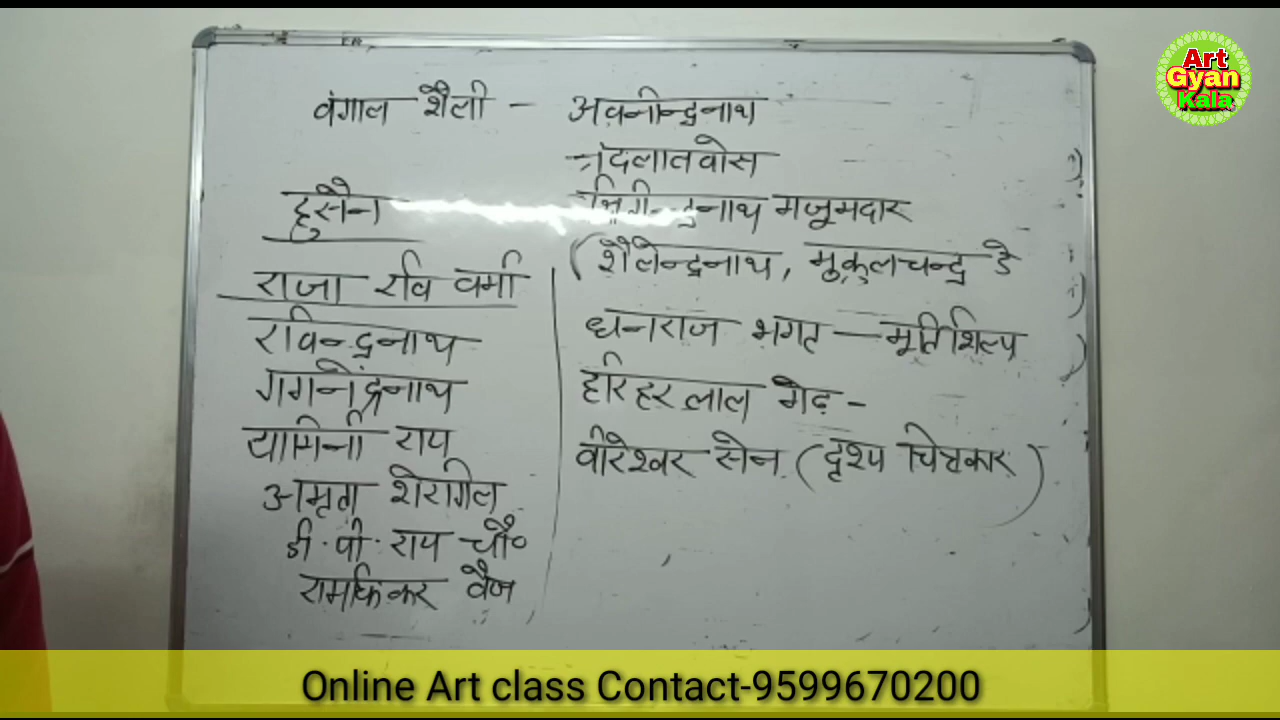 Art
Gyan
Kala
वंगाल शैली - अवनीन्द्रनाथ
नंदलाल वोस
नाथ मजूमदार
(शैलेन्द्रनाथ, मुकुलचन्द्र डे
हुसैन
राजा रवि वर्मा
रविन्द्रनाथ
गगनेंद्रनाथ
यामिनी राय
अमृता शेरगिल
डी.पी. राय चौ०
रामकिंकर वैज
धनराज भगत — मूर्तिशिल्प
हरिहर लाल मेढ़ -
वीरेश्वर सेन (दृश्य चित्रकार)
Online Art class Contact-9599670200